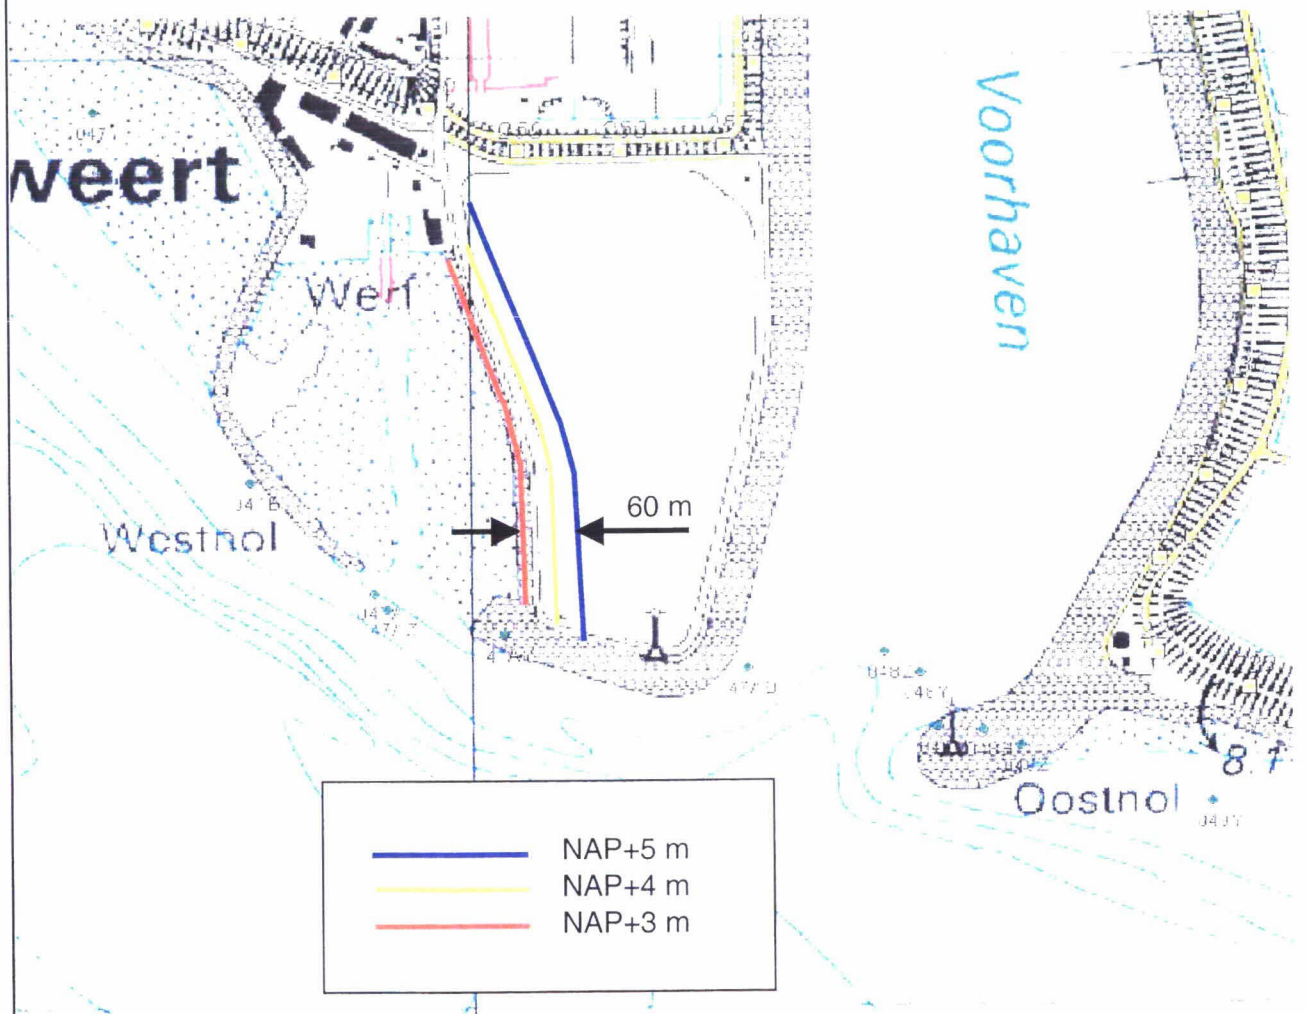 weert
Voorhaven
Werf
Westnol
60 m
Oostnol
8.1
NAP+5 m
NAP+4 m
NAP+3 m